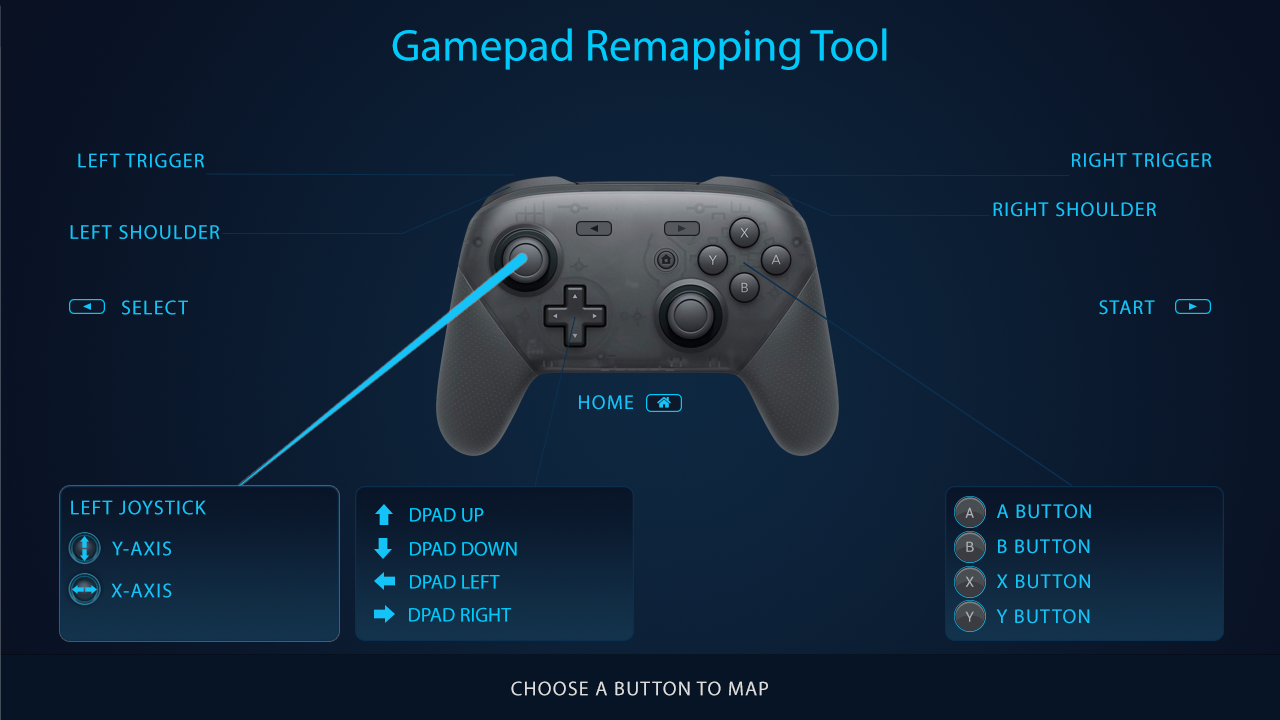 Gamepad Remapping Tool
LEFT TRIGGER
RIGHT TRIGGER
LEFT SHOULDER
RIGHT SHOULDER
X
Y
A
B
SELECT
START
HOME
LEFT JOYSTICK
Y-AXIS
X-AXIS
DPAD UP
DPAD DOWN
DPAD LEFT
DPAD RIGHT
A A BUTTON
B B BUTTON
X X BUTTON
Y Y BUTTON
CHOOSE A BUTTON TO MAP